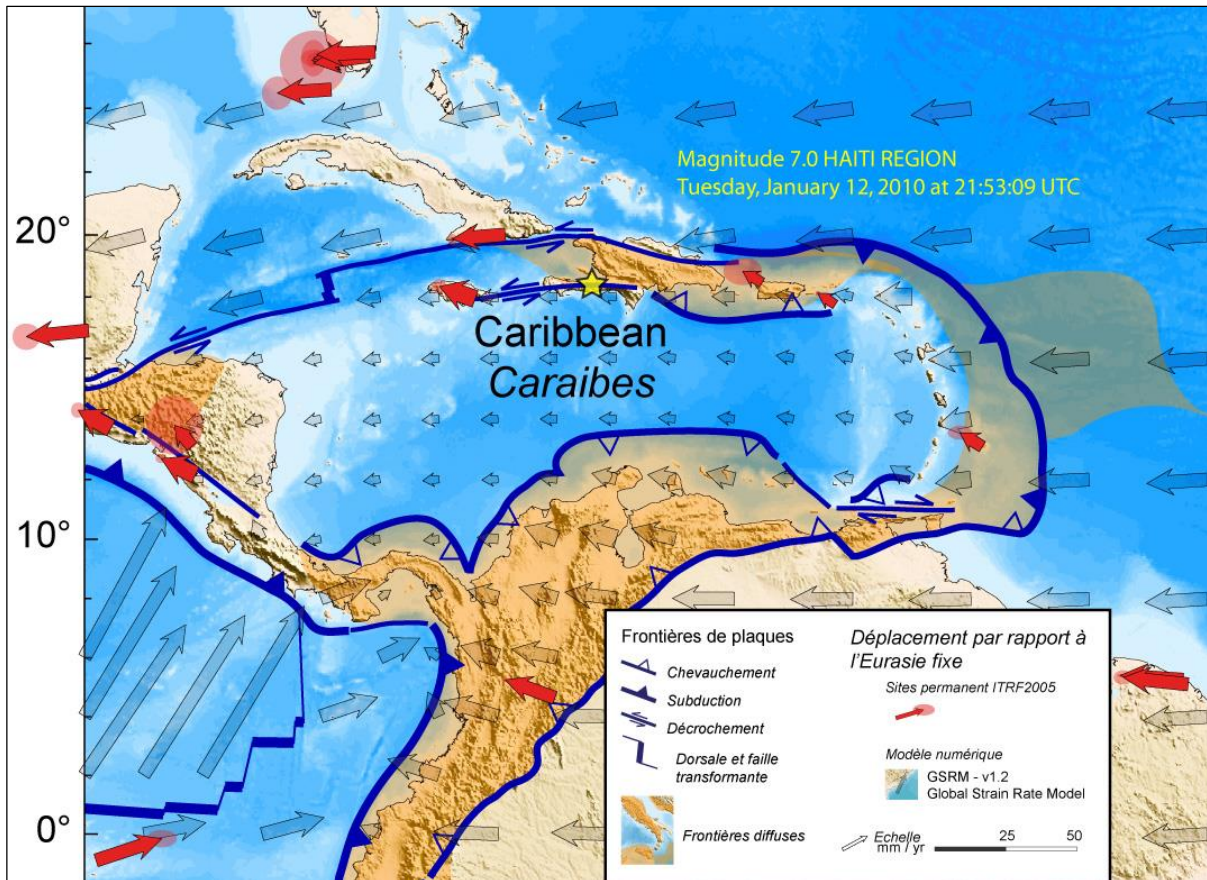 Magnitude 7.0 HAITI REGION
Tuesday, January 12, 2010 at 21:53:09 UTC
20°
Caribbean
Caraibes
10°
0°
Frontières de plaques
Chevauchement
Subduction
Décrochement
Dorsale et faille
transformante
Frontières diffuses
Déplacement par rapport à
l'Eurasie fixe
Sites permanent ITRF2005
Modèle numérique
GSRM - v1.2
Global Strain Rate Model
Echelle
mm / yr
25
50